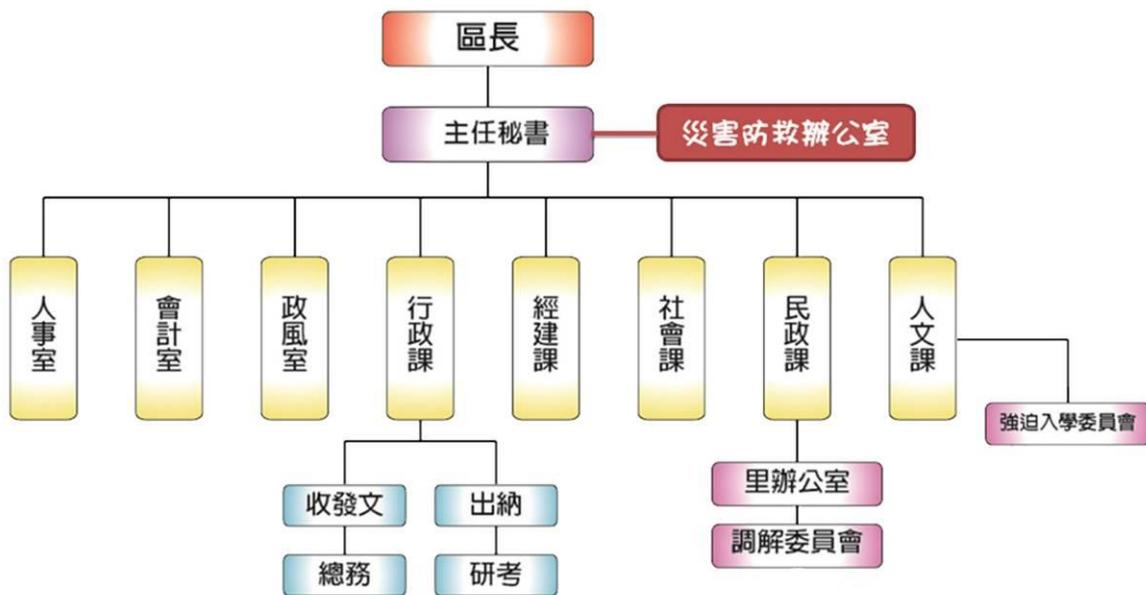 區長
主任秘書
災害防救辦公室
人事室
會計室
政風室
行政課
經建課
社會課
民政課
人文課
強迫入學委員會
里辦公室
收發文
出納
調解委員會
總務
研考